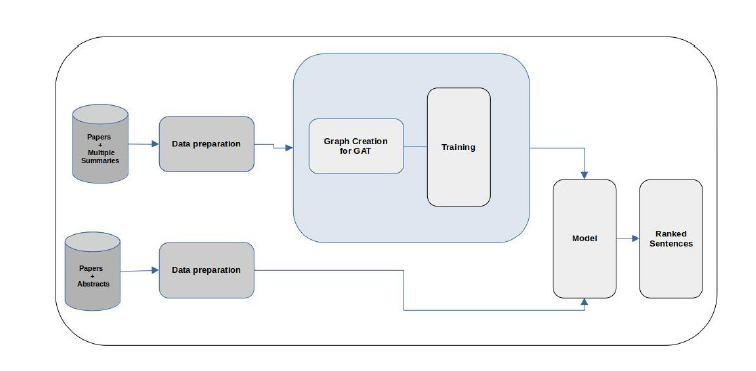 Papers
+
Multiple
Summaries
Data preparation
Graph Creation
for GAT
Training
Papers
+
Abstracts
Data preparation
Model
Ranked
Sentences